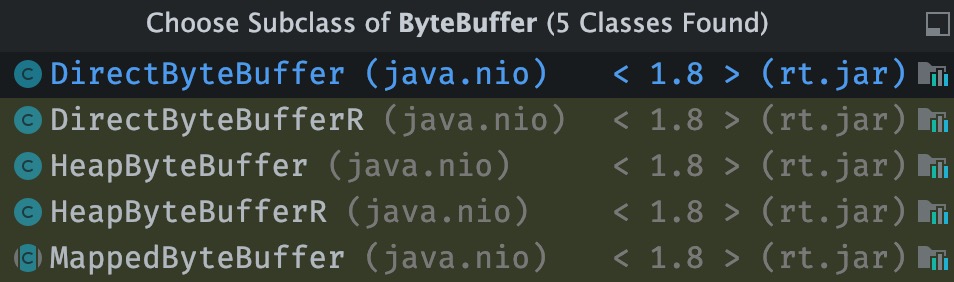 Choose Subclass of ByteBuffer (5 Classes Found)
C DirectByteBuffer (java.nio) < 1.8 > (rt.jar)
C DirectByteBufferR (java.nio) < 1.8 > (rt.jar)
C HeapByteBuffer (java.nio) < 1.8 > (rt.jar)
C HeapByteBufferR (java.nio) < 1.8 > (rt.jar)
C MappedByteBuffer (java.nio) < 1.8 > (rt.jar)